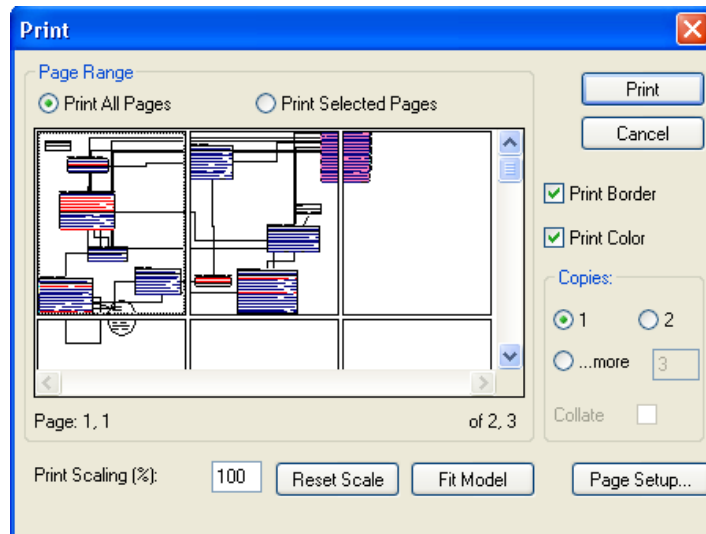 Print
Page Range
Print All Pages Print Selected Pages
Print
Cancel
Print Border
Print Color
Copies:
1 2
...more 3
Collate
Page: 1, 1 of 2, 3
Print Scaling (%): 100 Reset Scale Fit Model Page Setup...